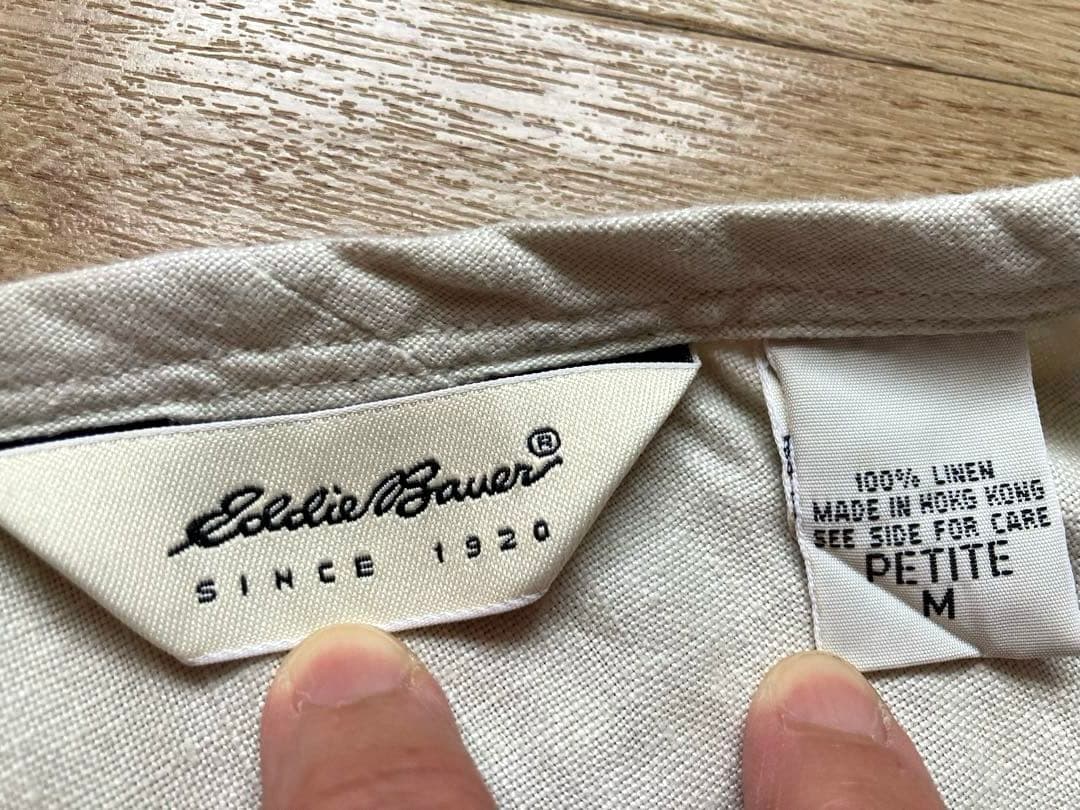 Eddie Bauer®
SINCE 1920
100% LINEN
MADE IN HONG KONG
SEE SIDE FOR CARE
PETITE
M